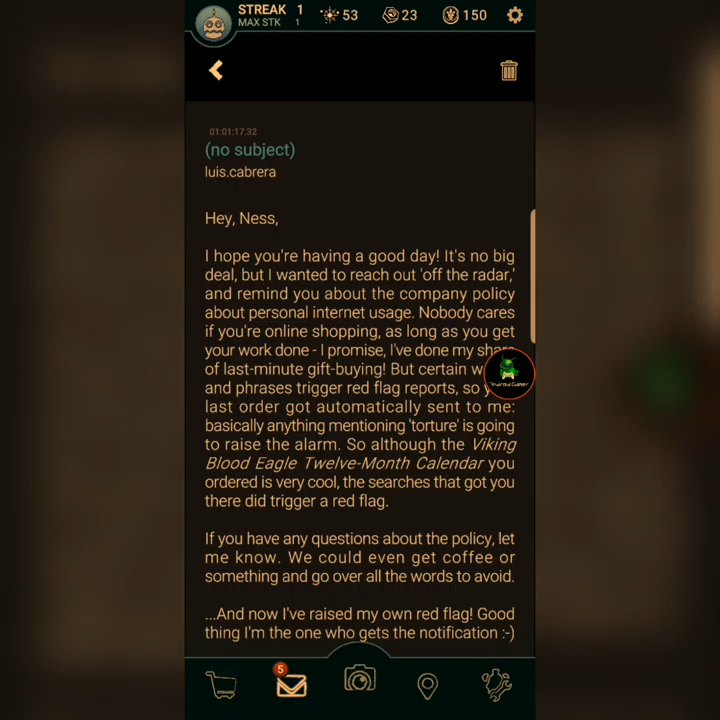 STREAK 1
MAX STK 1
53
23
150
01:01:17.32
(no subject)
luis.cabrera
Hey, Ness,
I hope you're having a good day! It's no big
deal, but I wanted to reach out 'off the radar,'
and remind you about the company policy
about personal internet usage. Nobody cares
if you're online shopping, as long as you get
your work done - I promise, I've done my share
of last-minute gift-buying! But certain w
and phrases trigger red flag reports, so y
last order got automatically sent to me:
basically anything mentioning 'torture' is going
to raise the alarm. So although the Viking
Blood Eagle Twelve-Month Calendar you
ordered is very cool, the searches that got you
there did trigger a red flag.
If you have any questions about the policy, let
me know. We could even get coffee or
something and go over all the words to avoid.
...And now I've raised my own red flag! Good
thing I'm the one who gets the notification :-)
5
Android Gamer